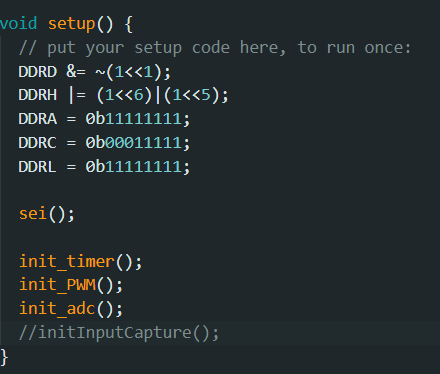 void setup() {
  // put your setup code here, to run once:
  DDRD &= ~(1<<1);
  DDRH |= (1<<6)|(1<<5);
  DDRA = 0b11111111;
  DDRC = 0b00011111;
  DDRL = 0b11111111;

  sei();

  init_timer();
  init_PWM();
  init_adc();
  //initInputCapture();
}